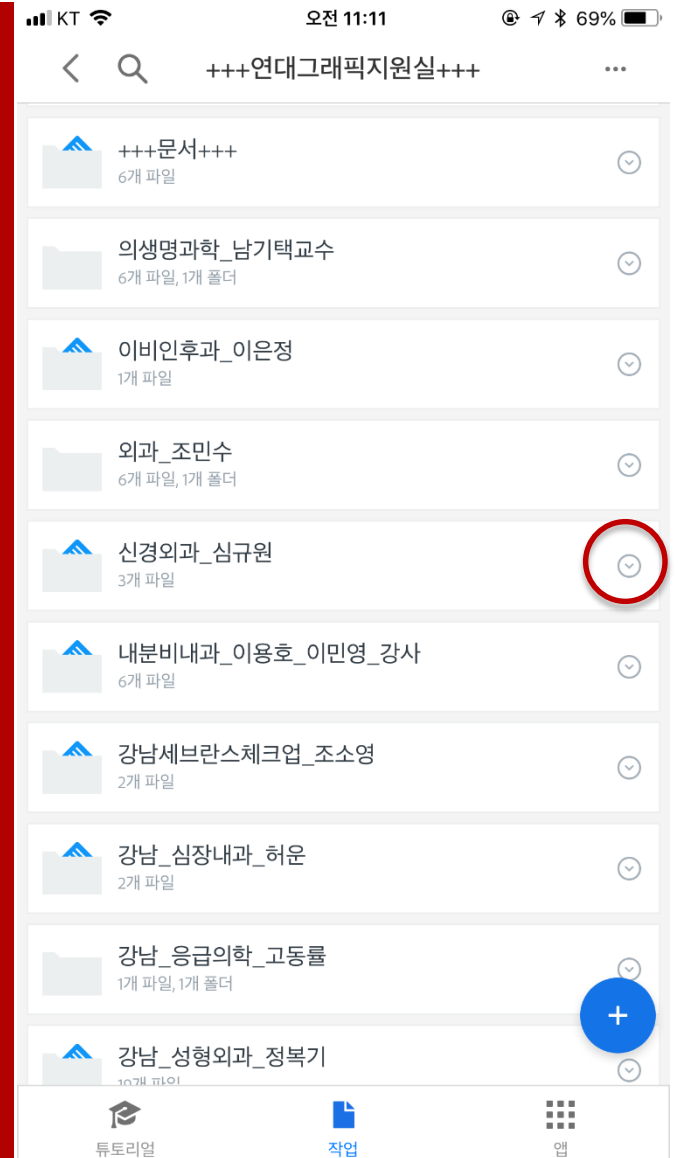 KT 오전 11:11 69%
+++연대그래픽지원실+++
+++문서+++
6개 파일
의생명과학_남기택교수
6개 파일, 1개 폴더
이비인후과_이은정
1개 파일
외과_조민수
6개 파일, 1개 폴더
신경외과_심규원
3개 파일
내분비내과_이용호_이민영_강사
6개 파일
강남세브란스체크업_조소영
2개 파일
강남_심장내과_허운
2개 파일
강남_응급의학_고동률
1개 파일, 1개 폴더
강남_성형외과_정복기
19개 파일
튜토리얼 작업 앱